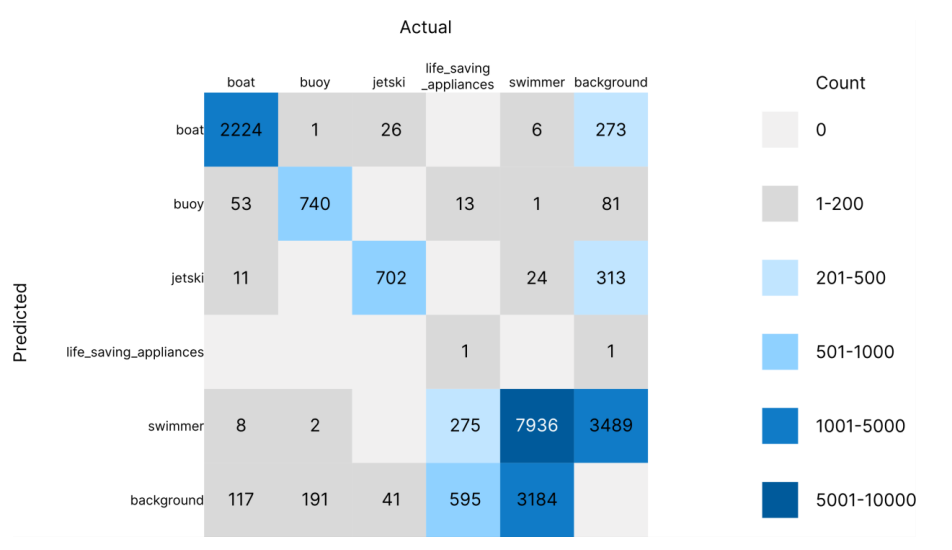 Actual
boat buoy jetski life_saving _appliances swimmer background
Count
boat 2224 1 26 6 273
0
buoy 53 740 13 1 81
1-200
jetski 11 702 24 313
201-500
Predicted
life_saving_appliances 1 1
501-1000
swimmer 8 2 275 7936 3489
1001-5000
background 117 191 41 595 3184
5001-10000